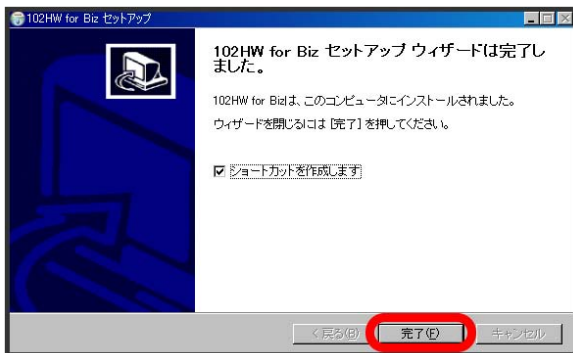 102HW for Biz セットアップ
102HW for Biz セットアップ ウィザードは完了し
ました。
102HW for Bizは、このコンピュータにインストールされました。
ウィザードを閉じるには [完了] を押してください。
ショートカットを作成します
< 戻る(B)
完了(F)
キャンセル